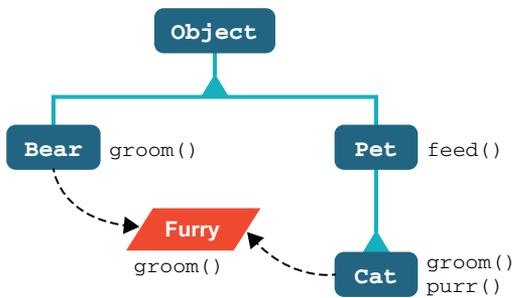 Object
Bear groom()
Pet feed()
Furry
groom()
Cat
groom()
purr()